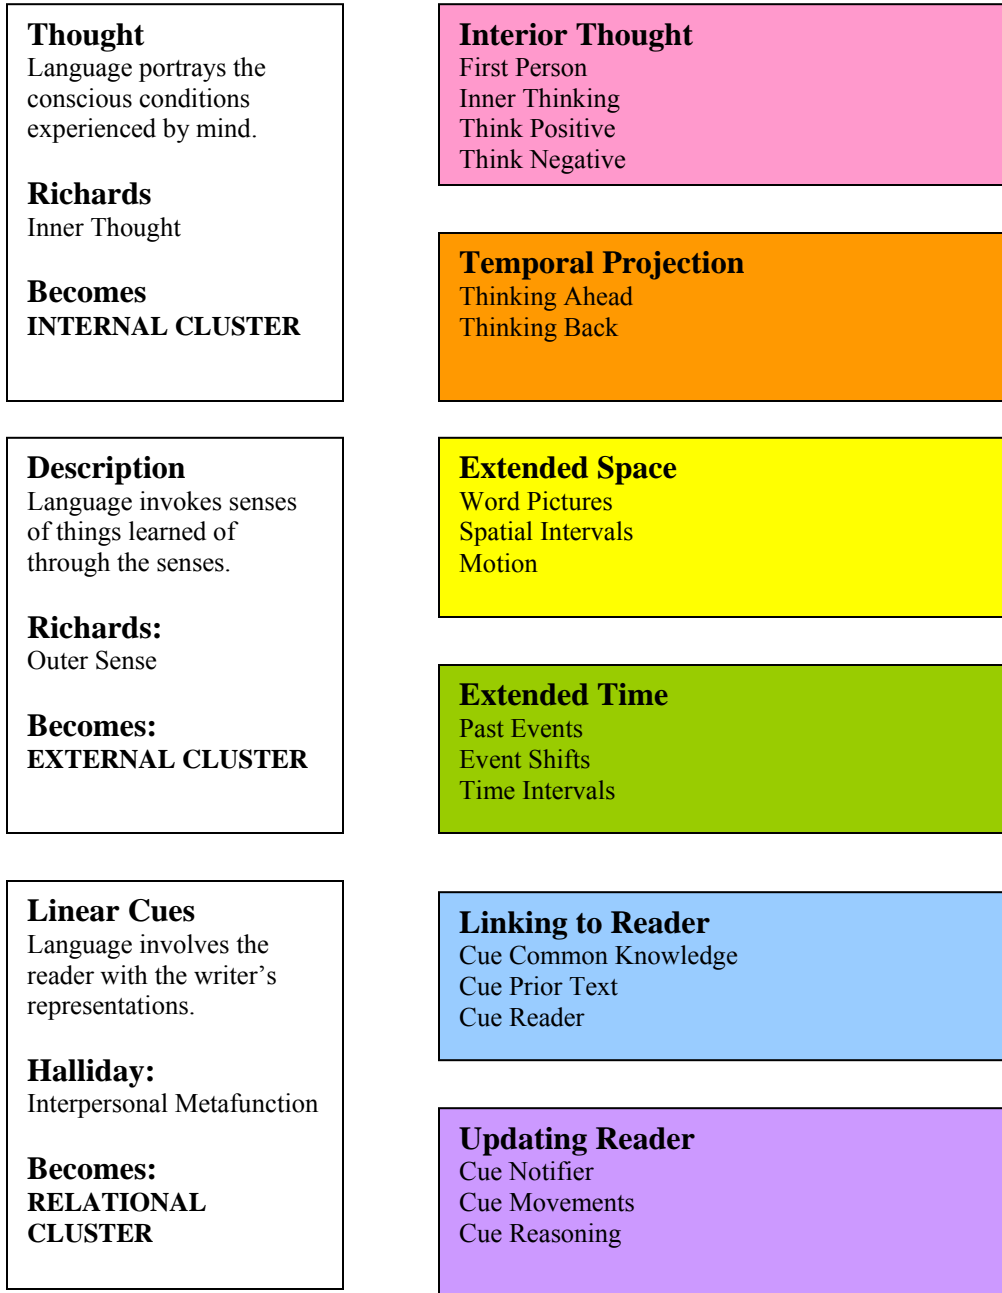 Thought
Language portrays the
conscious conditions
experienced by mind.
Richards
Inner Thought
Becomes
INTERNAL CLUSTER
Interior Thought
First Person
Inner Thinking
Think Positive
Think Negative
Temporal Projection
Thinking Ahead
Thinking Back
Description
Language invokes senses
of things learned of
through the senses.
Richards:
Outer Sense
Becomes:
EXTERNAL CLUSTER
Extended Space
Word Pictures
Spatial Intervals
Motion
Extended Time
Past Events
Event Shifts
Time Intervals
Linear Cues
Language involves the
reader with the writer’s
representations.
Halliday:
Interpersonal Metafunction
Becomes:
RELATIONAL
CLUSTER
Linking to Reader
Cue Common Knowledge
Cue Prior Text
Cue Reader
Updating Reader
Cue Notifier
Cue Movements
Cue Reasoning